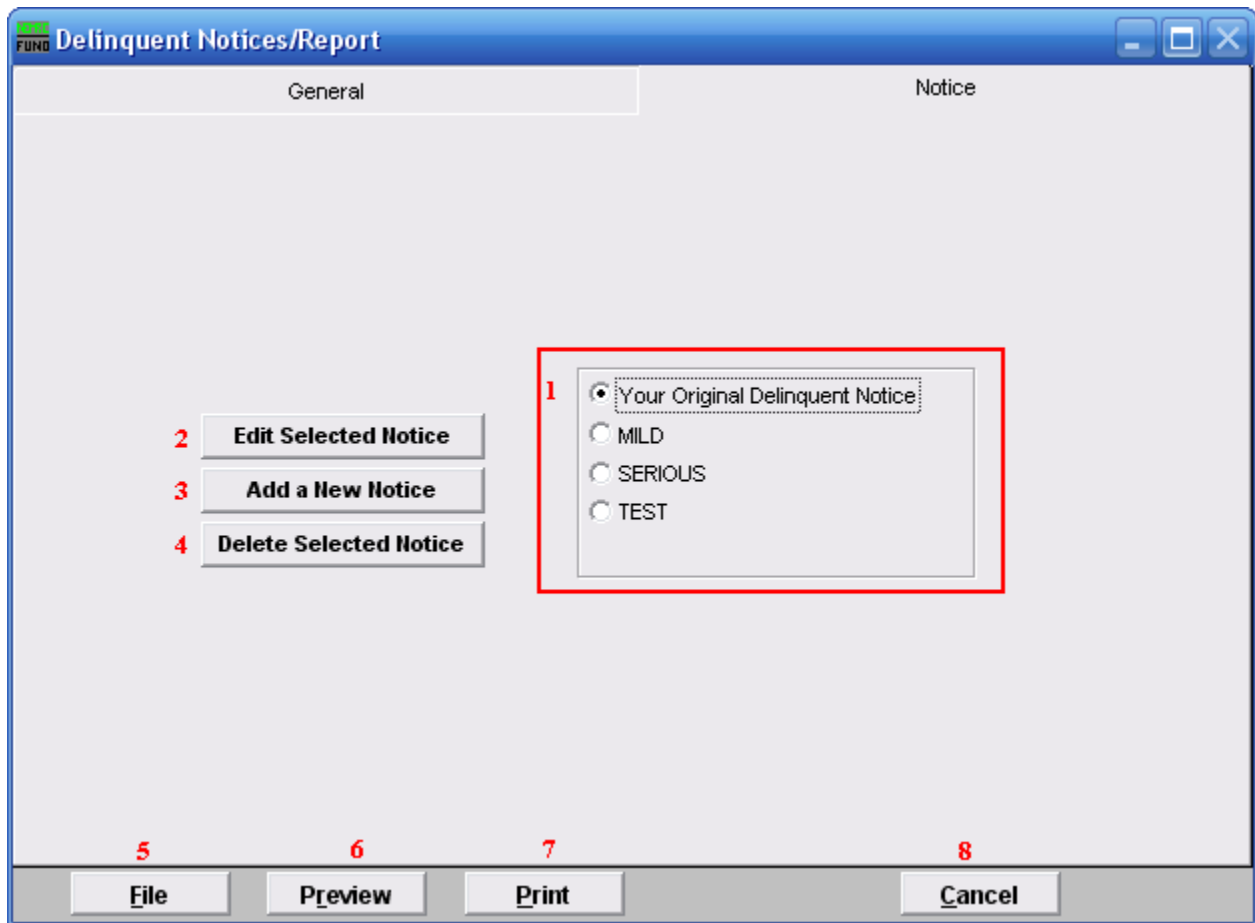 NEMRC
FUND Delinquent Notices/Report
General Notice
1 Your Original Delinquent Notice
MILD
2 Edit Selected Notice
SERIOUS
3 Add a New Notice
TEST
4 Delete Selected Notice
5 6 7 8
File Preview Print Cancel